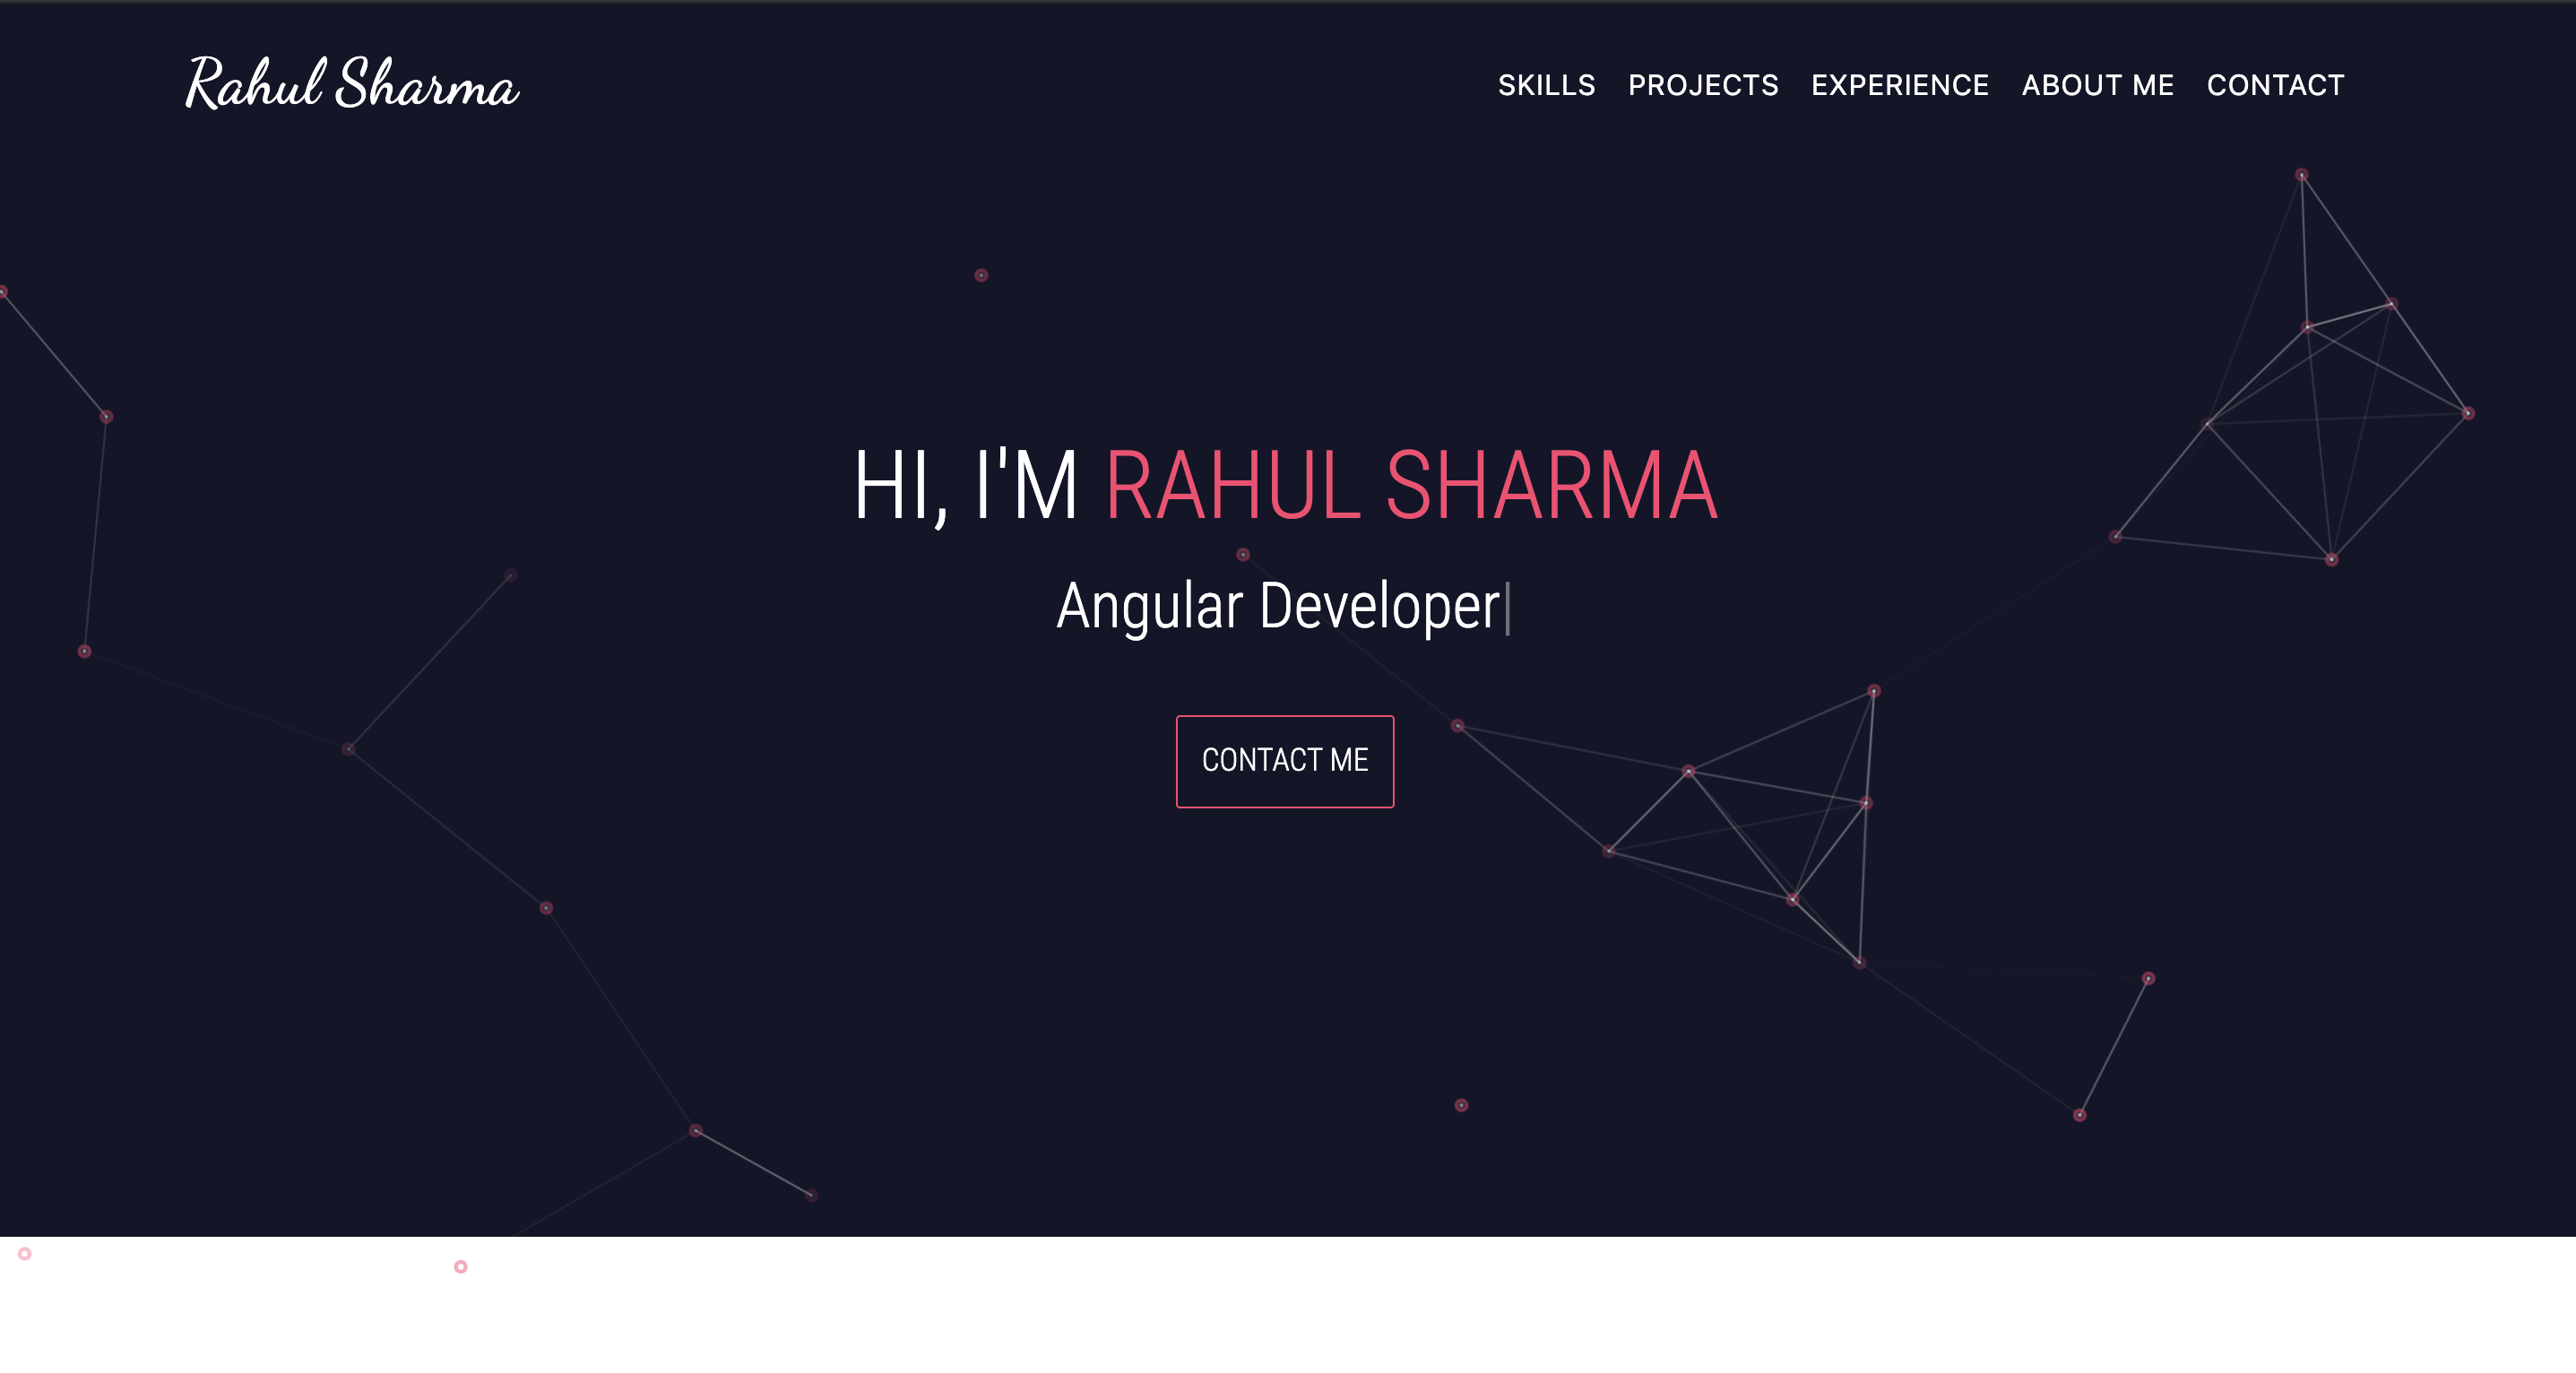 Rahul Sharma
SKILLS PROJECTS EXPERIENCE ABOUT ME CONTACT
HI, I'M RAHUL SHARMA
Angular Developer|
CONTACT ME